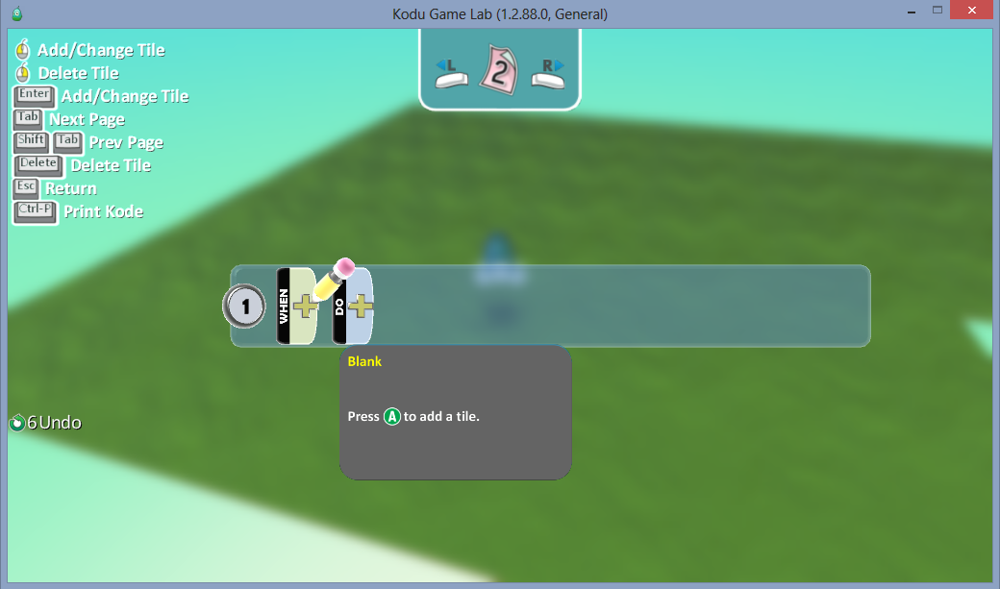 Kodu Game Lab (1.2.88.0, General)
L 2 R
Add/Change Tile
Delete Tile
Enter Add/Change Tile
Tab Next Page
Shift Tab Prev Page
Delete Delete Tile
Esc Return
Ctrl-P Print Kode
1 WHEN DO
Blank
Press A to add a tile.
6 Undo